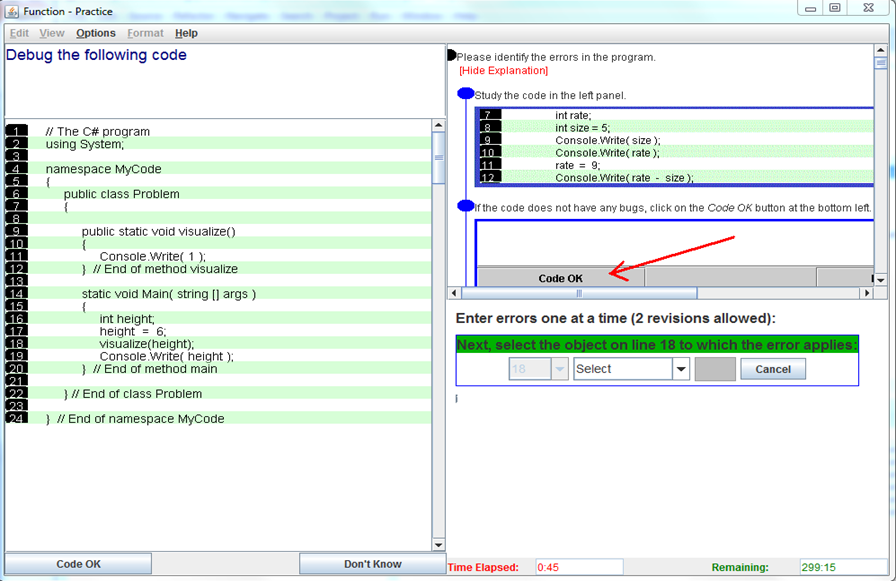 Function - Practice
Edit View Options Format Help
Debug the following code
1 // The C# program
2 using System;
3
4 namespace MyCode
5 {
6 public class Problem
7 {
8
9 public static void visualize()
10 {
11 Console.Write( 1 );
12 } // End of method visualize
13
14 static void Main( string [] args )
15 {
16 int height;
17 height = 6;
18 visualize(height);
19 Console.Write( height );
20 } // End of method main
21
22 } // End of class Problem
23
24 } // End of namespace MyCode
Code OK
Don't Know
Please identify the errors in the program.
[Hide Explanation]
Study the code in the left panel.
7 int rate;
8 int size = 5;
9 Console.Write( size );
10 Console.Write( rate );
11 rate = 9;
12 Console.Write( rate - size );
If the code does not have any bugs, click on the Code OK button at the bottom left.
Code OK
Enter errors one at a time (2 revisions allowed):
Next, select the object on line 18 to which the error applies:
18 Select Cancel
Time Elapsed: 0:45 Remaining: 299:15